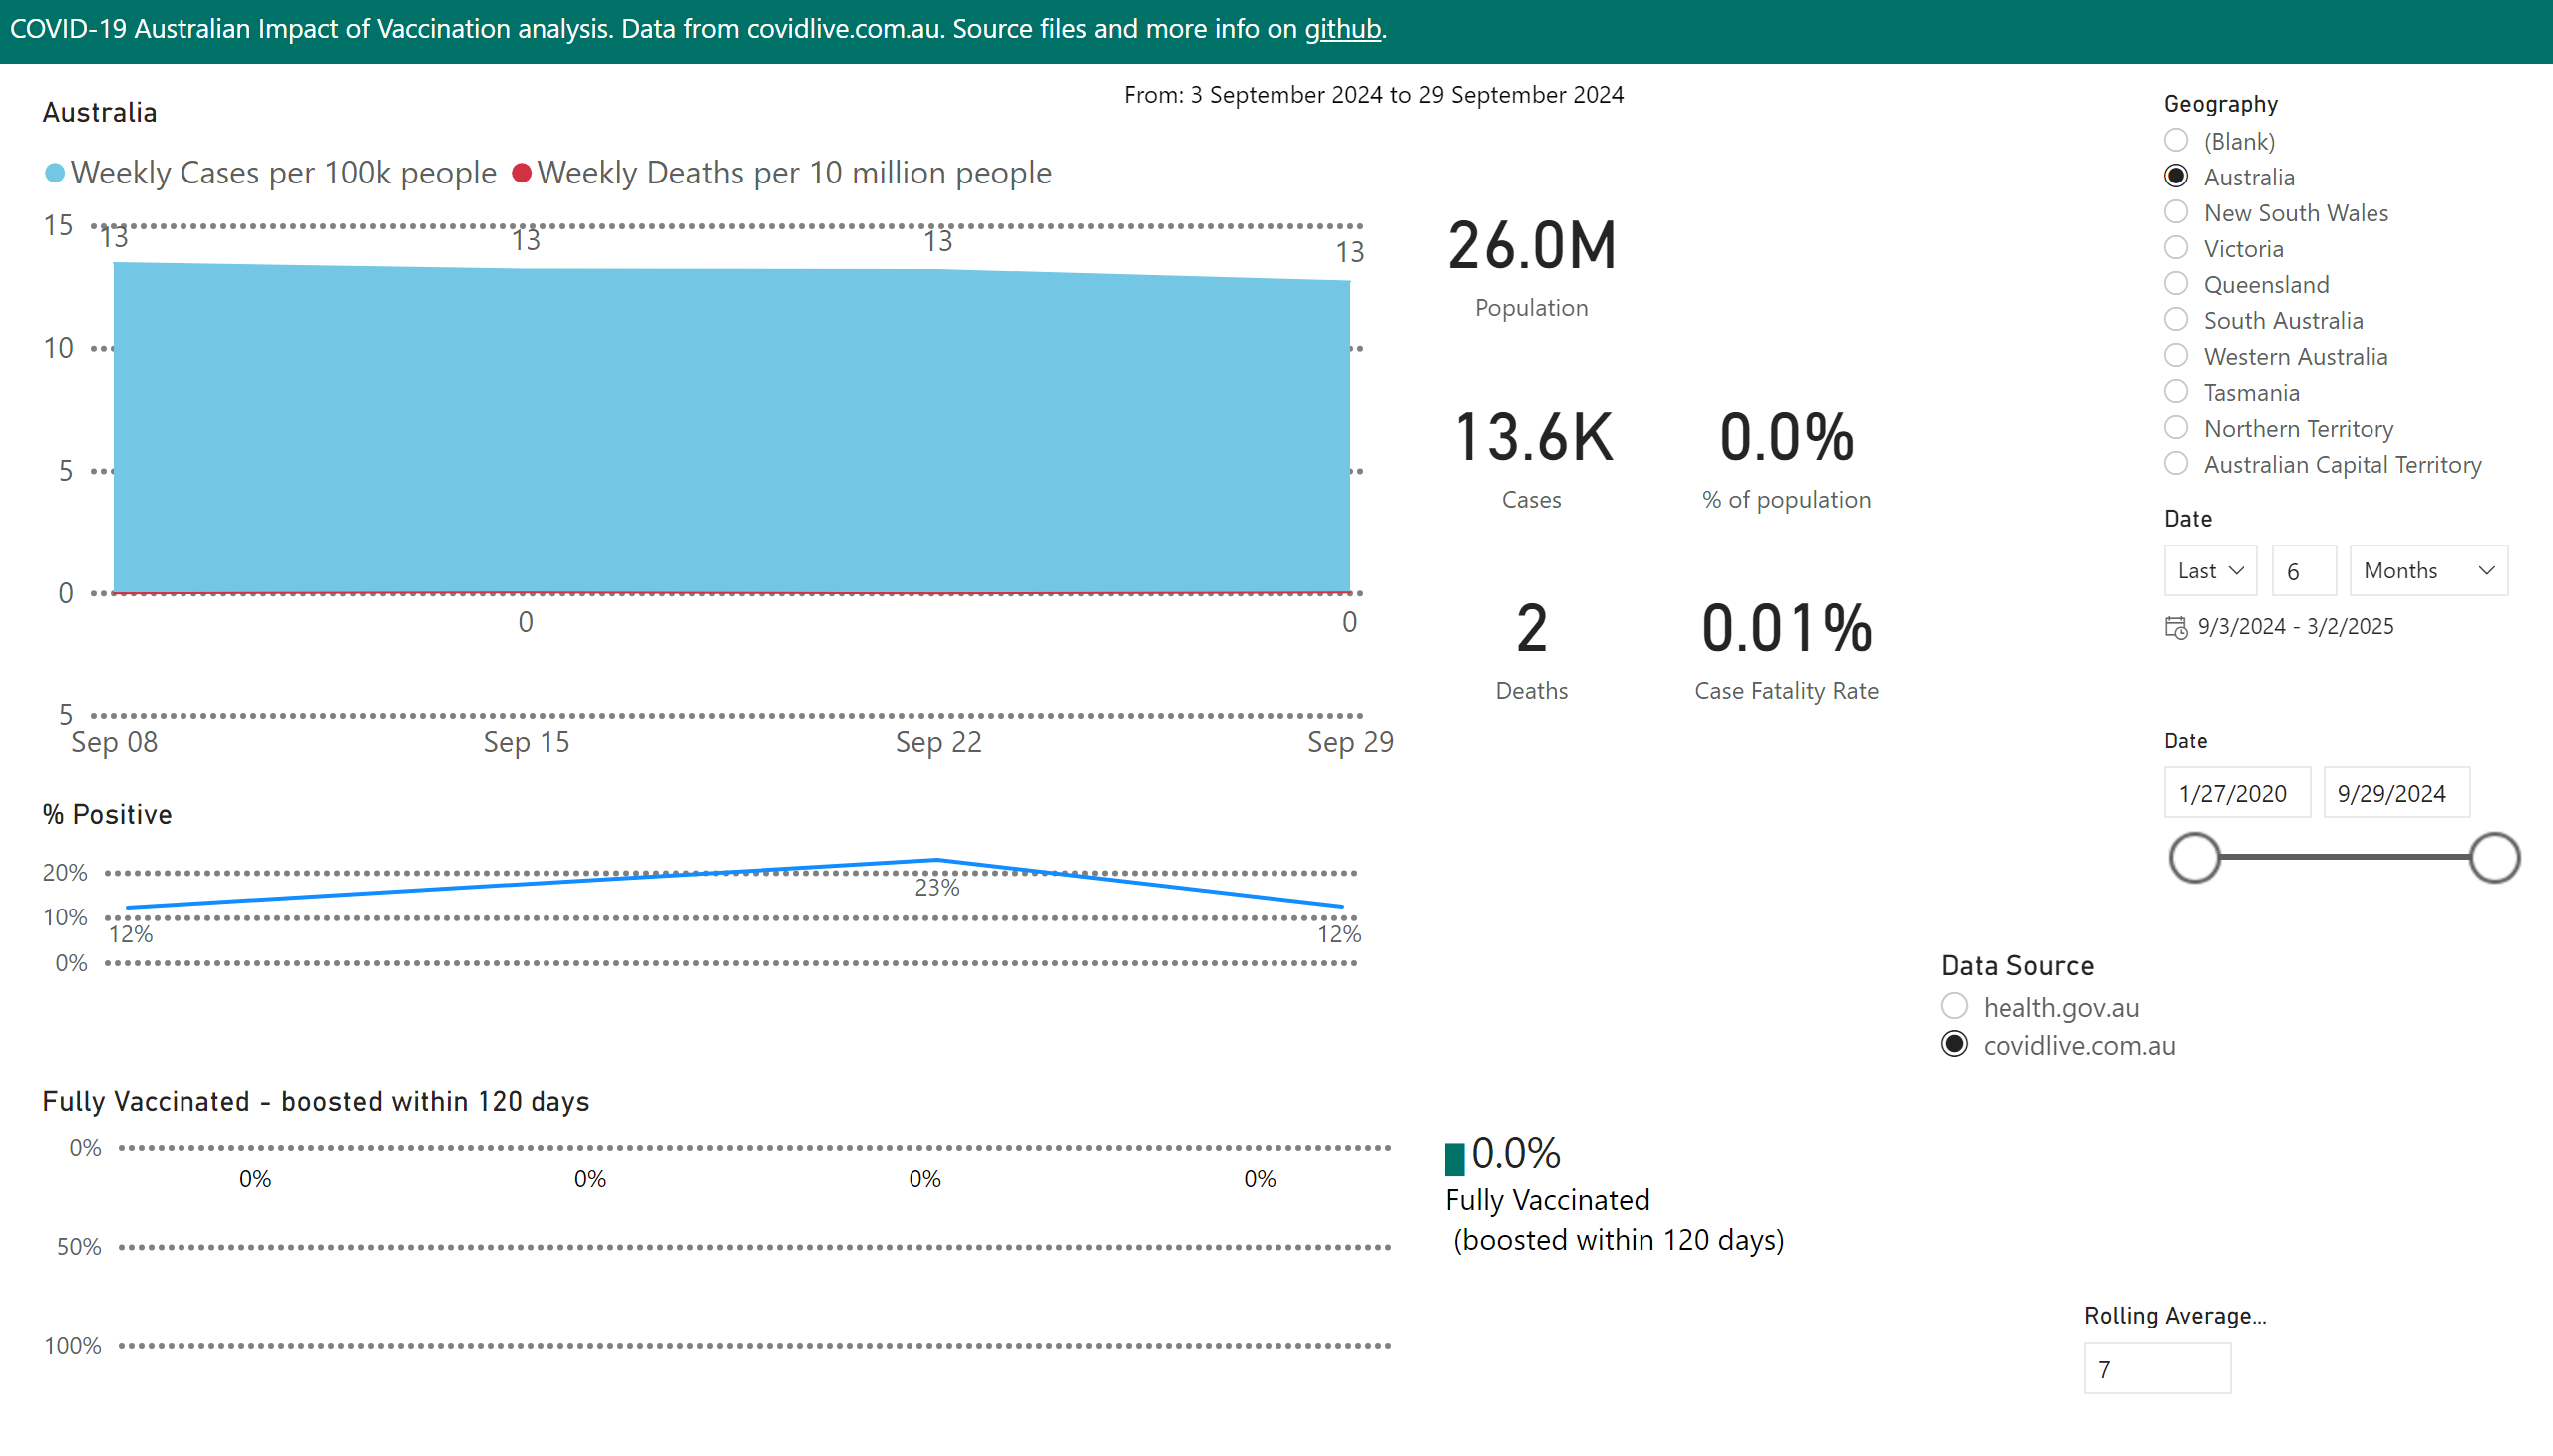 COVID-19 Australian Impact of Vaccination analysis. Data from covidlive.com.au. Source files and more info on github.
From: 3 September 2024 to 29 September 2024
Australia
Weekly Cases per 100k people Weekly Deaths per 10 million people
15
13 13 13 13
10
5
0
0 0
5
Sep 08 Sep 15 Sep 22 Sep 29
26.0M
Population
13.6K 0.0%
Cases % of population
2 0.01%
Deaths Case Fatality Rate
Geography
(Blank)
Australia
New South Wales
Victoria
Queensland
South Australia
Western Australia
Tasmania
Northern Territory
Australian Capital Territory
Date
Last 6 Months
9/3/2024 - 3/2/2025
Date
1/27/2020 9/29/2024
% Positive
20%
23%
10%
12% 12%
0%
Data Source
health.gov.au
covidlive.com.au
Fully Vaccinated - boosted within 120 days
0%
0% 0% 0% 0%
50%
100%
0.0%
Fully Vaccinated
(boosted within 120 days)
Rolling Average...
7